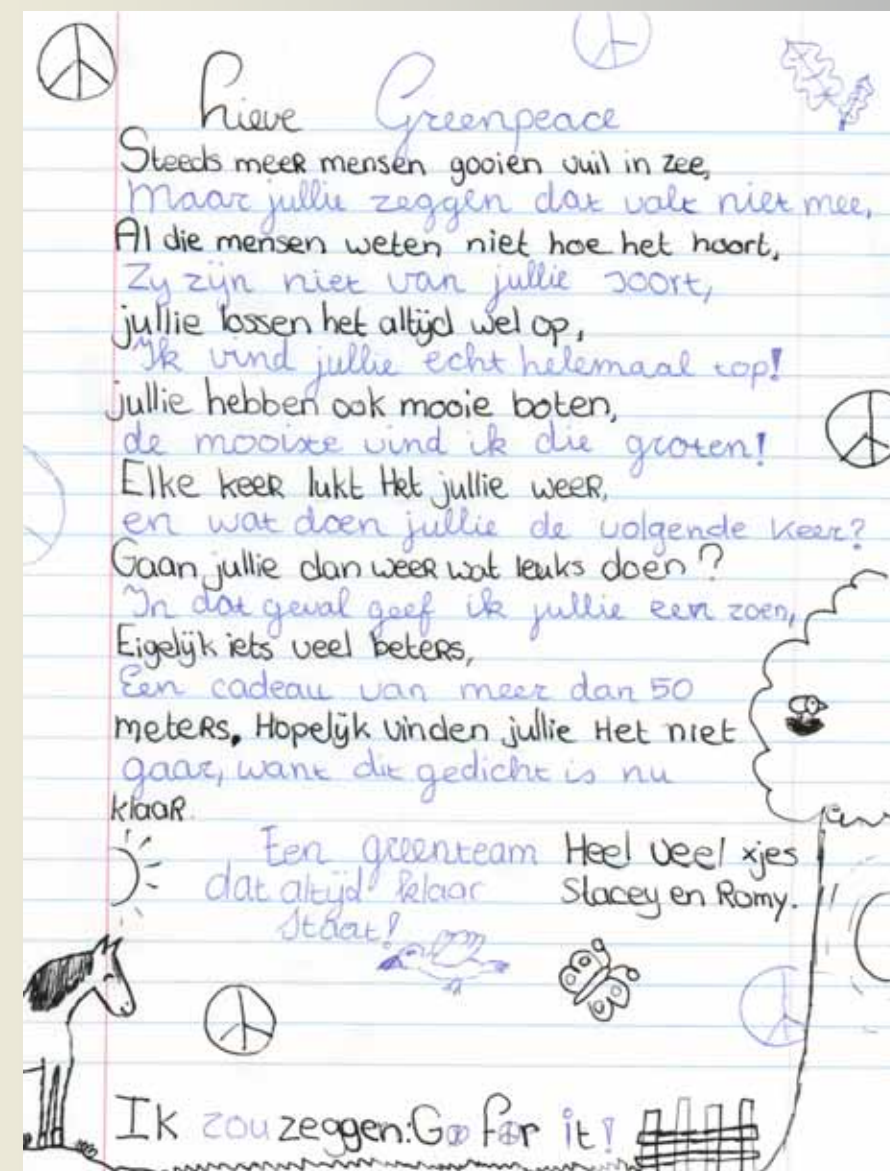 Lieve Greenpeace
Steeds meer mensen gooien vuil in zee,
Maar jullie zeggen dat valt niet mee,
Al die mensen weten niet hoe het hoort,
Zy zijn niet van jullie soort,
jullie lossen het altijd wel op,
Ik vind jullie echt helemaal top!
jullie hebben ook mooie boten,
de mooiste vind ik die groten!
Elke keer lukt Het jullie weer,
en wat doen jullie de volgende keer?
Gaan jullie dan weer wat leuks doen?
In dat geval geef ik jullie een zoen,
Eigelijk iets veel beters,
Een cadeau van meer dan 50
meters. Hopelijk vinden jullie Het niet
gaar, want dit gedicht is nu
klaar.
Een greenteam
dat altijd klaar
staat!
Heel veel xjes
Stacey en Romy.
Ik zou zeggen: Go for it!